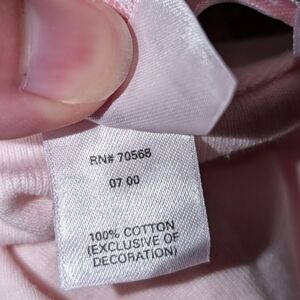 RN# 70568
07 00
100% COTTON
(EXCLUSIVE OF
DECORATION)